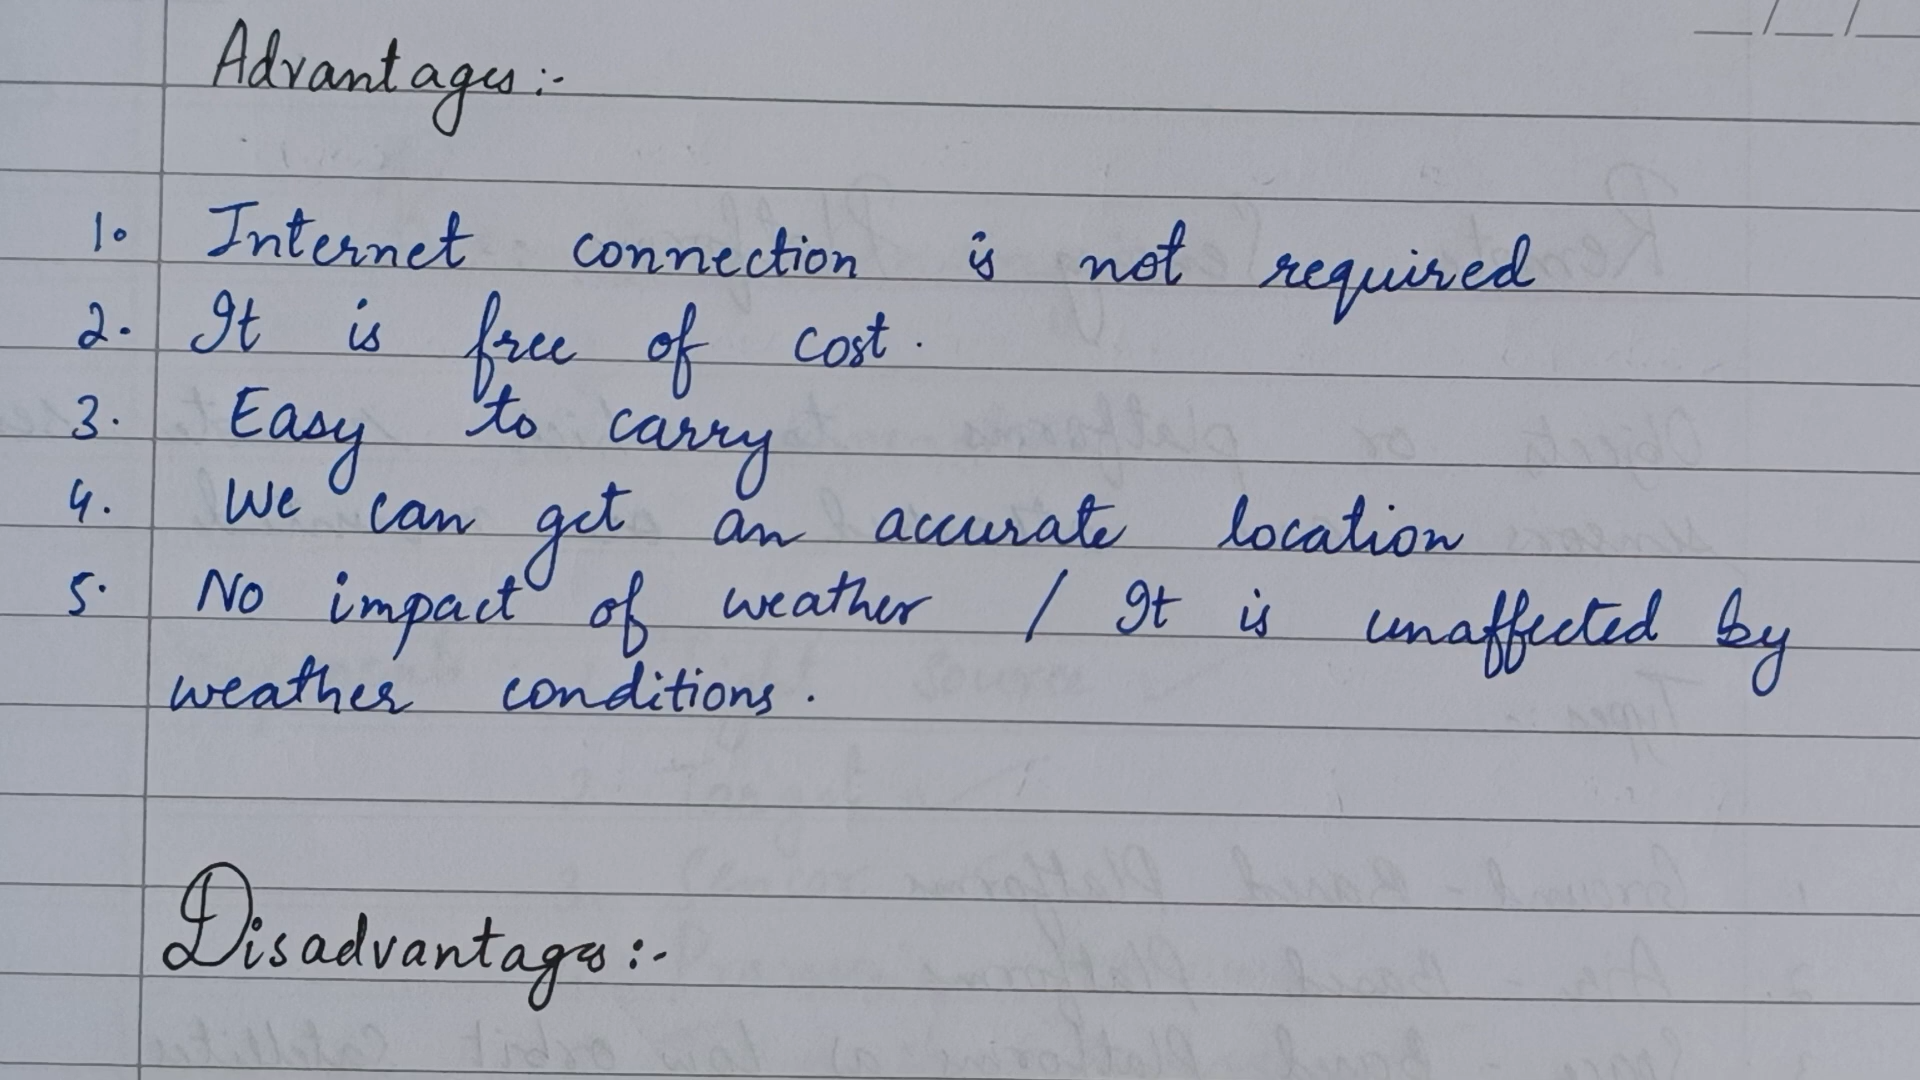 Advantages:-
1. Internet connection is not required
2. It is free of cost.
3. Easy to carry
4. We can get an accurate location
5. No impact of weather / It is unaffected by
weather conditions.
Disadvantages:-